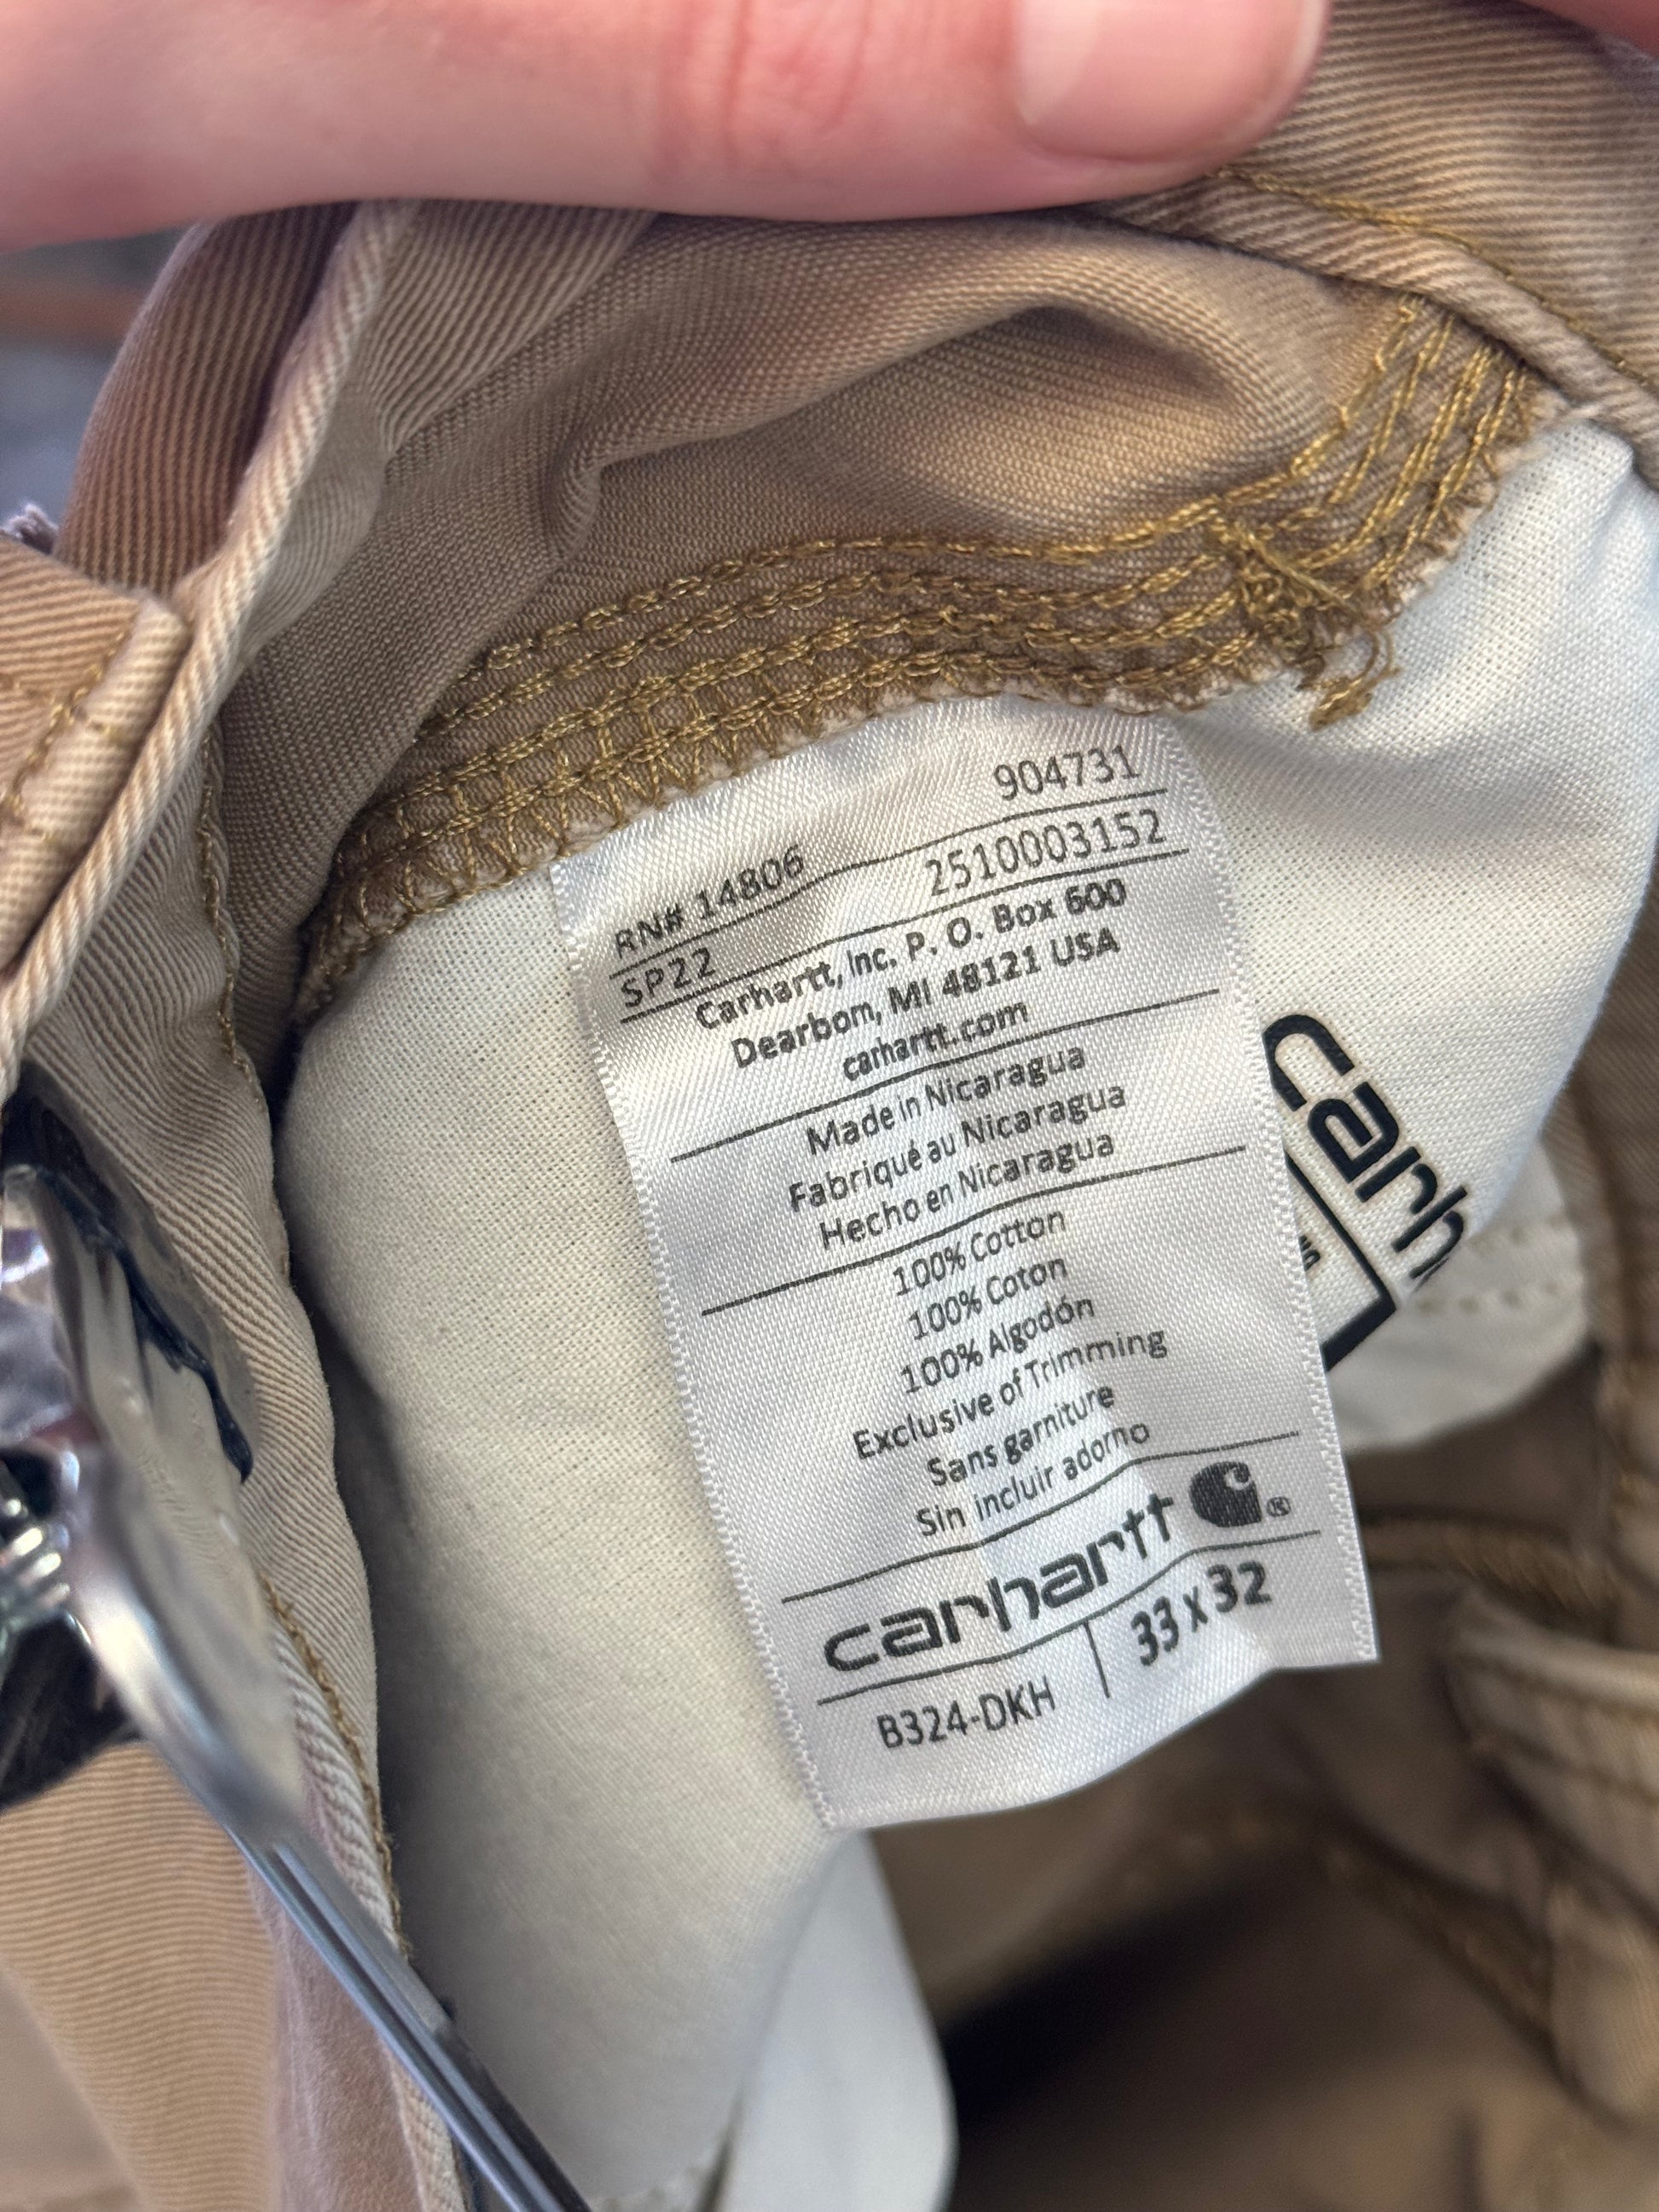 RN# 14806 904731
SP22 2510003152
Carhartt, Inc. P. O. Box 600
Dearborn, MI 48121 USA
carhartt.com
Made in Nicaragua
Fabriqué au Nicaragua
Hecho en Nicaragua
100% Cotton
100% Coton
100% Algodón
Exclusive of Trimming
Sans garniture
Sin incluir adorno
carhartt ®
B324-DKH 33 x 32
carh